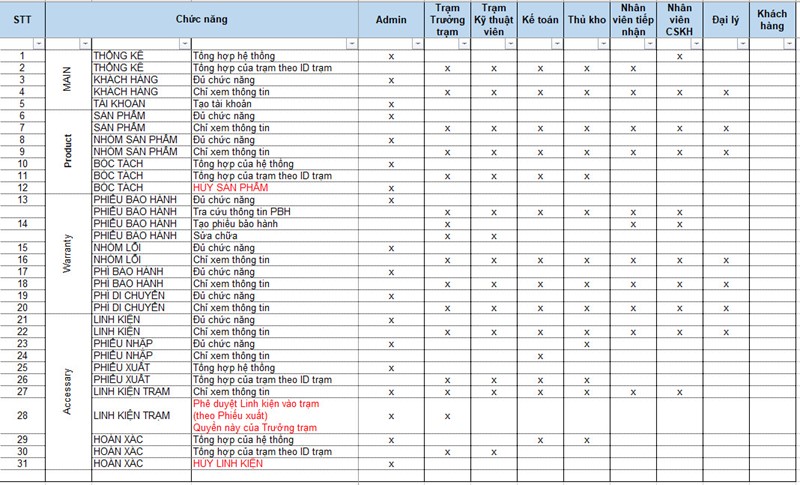 STT Chức năng Admin Trạm Trưởng trạm Trạm Kỹ thuật viên Kế toán Thủ kho Nhân viên tiếp nhận Nhân viên CSKH Đại lý Khách hàng
MAIN
1 THỐNG KÊ Tổng hợp hệ thống x x
2 THỐNG KÊ Tổng hợp của trạm theo ID trạm x x x x x
3 KHÁCH HÀNG Đủ chức năng x
4 KHÁCH HÀNG Chỉ xem thông tin x x x x x x x
5 TÀI KHOẢN Tạo tài khoản x
Product
6 SẢN PHẨM Đủ chức năng x
7 SẢN PHẨM Chỉ xem thông tin x x x x x x x
8 NHÓM SẢN PHẨM Đủ chức năng x
9 NHÓM SẢN PHẨM Chỉ xem thông tin x x x x x x x
10 BÓC TÁCH Tổng hợp của hệ thống x
11 BÓC TÁCH Tổng hợp của trạm theo ID trạm x x x x
12 BÓC TÁCH HỦY SẢN PHẨM x
Warranty
13 PHIẾU BẢO HÀNH Đủ chức năng x
PHIẾU BẢO HÀNH Tra cứu thông tin PBH x x x x x x
14 PHIẾU BẢO HÀNH Tạo phiếu bảo hành x x x
PHIẾU BẢO HÀNH Sửa chữa x x
15 NHÓM LỖI Đủ chức năng x
16 NHÓM LỖI Chỉ xem thông tin x x x x x x x
17 PHÍ BẢO HÀNH Đủ chức năng x
18 PHÍ BẢO HÀNH Chỉ xem thông tin x x x x x x x
19 PHÍ DI CHUYỂN Đủ chức năng x
20 PHÍ DI CHUYỂN Chỉ xem thông tin x x x x x x x
Accessary
21 LINH KIỆN Đủ chức năng x
22 LINH KIỆN Chỉ xem thông tin x x x x x x x
23 PHIẾU NHẬP Đủ chức năng x x
24 PHIẾU NHẬP Chỉ xem thông tin x
25 PHIẾU XUẤT Tổng hợp hệ thống x
26 PHIẾU XUẤT Tổng hợp của trạm theo ID trạm x x x x
27 LINH KIỆN TRẠM Chỉ xem thông tin x x x x x x x
28 LINH KIỆN TRẠM Phê duyệt Linh kiện vào trạm
(theo Phiếu xuất)
Quyền này của Trưởng trạm x x
29 HOÀN XÁC Tổng hợp của hệ thống x x x
30 HOÀN XÁC Tổng hợp của trạm theo ID trạm x x
31 HOÀN XÁC HỦY LINH KIỆN x